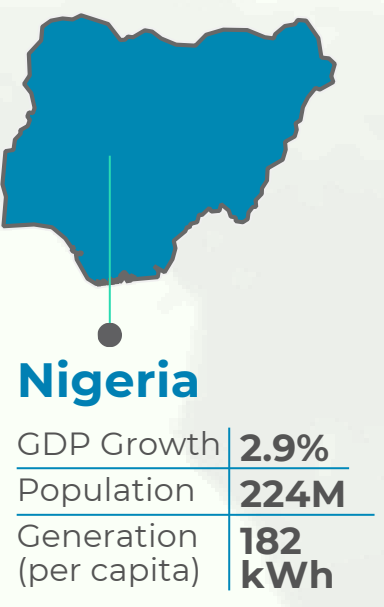 Nigeria
GDP Growth 2.9%
Population 224M
Generation 182
(per capita) kWh